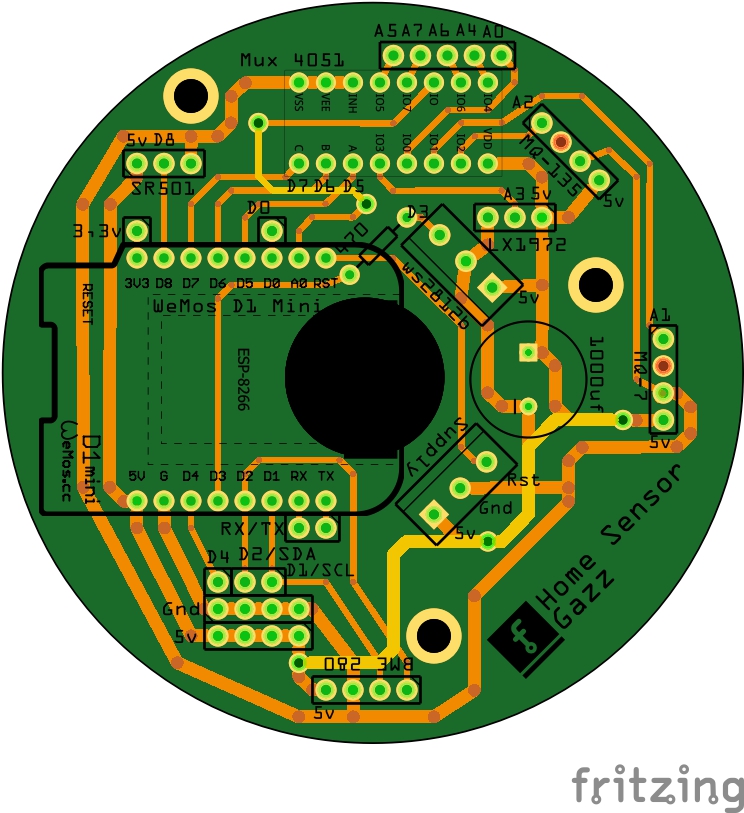 A5 A7 A6 A4 A0
Mux 4051
VSS VEE INH IO5 IO7 IO IO6 IO4
A2
C B A IO3 IO0 IO1 IO2 VDD
MQ-135
5v D8
SR501
D7 D6 D5
A3 5v
5v
D0
D3
3,3v
470
LX1972
3V3 D8 D7 D6 D5 D0 A0 RST
ws2812b
5v
RESET
WeMos D1 Mini
A1
ESP-8266
1000uf
MQ-7
5v
WeMos.cc
D1mini
Supply
5V G D4 D3 D2 D1 RX TX
Rst
Gnd
5v
RX/TX
D4 D2/SDA
D1/SCL
Gnd
5v
BME 280
5v
Home Sensor
Gazz
f
fritzing